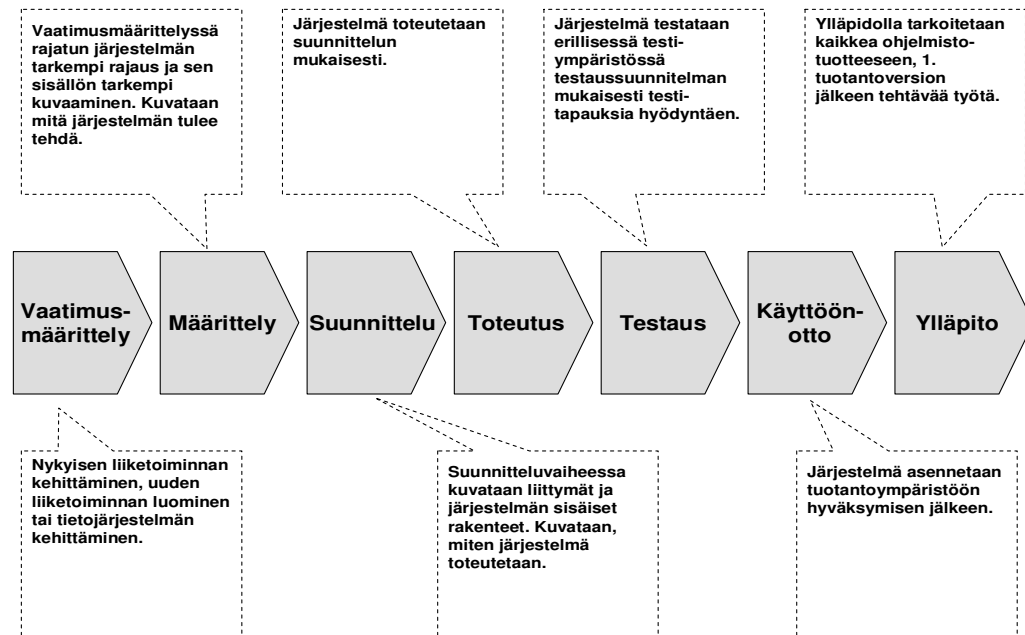 Vaatimusmäärittelyssä
rajatun järjestelmän
tarkempi rajaus ja sen
sisällön tarkempi
kuvaaminen. Kuvataan
mitä järjestelmän tulee
tehdä.
Järjestelmä toteutetaan
suunnittelun
mukaisesti.
Järjestelmä testataan
erillisessä testi-
ympäristössä
testaussuunnitelman
mukaisesti testi-
tapauksia hyödyntäen.
Ylläpidolla tarkoitetaan
kaikkea ohjelmisto-
tuotteeseen, 1.
tuotantoversion
jälkeen tehtävää työtä.
Vaatimus-
määrittely
Määrittely
Suunnittelu
Toteutus
Testaus
Käyttöön-
otto
Ylläpito
Nykyisen liiketoiminnan
kehittäminen, uuden
liiketoiminnan luominen
tai tietojärjestelmän
kehittäminen.
Suunnitteluvaiheessa
kuvataan liittymät ja
järjestelmän sisäiset
rakenteet. Kuvataan,
miten järjestelmä
toteutetaan.
Järjestelmä asennetaan
tuotantoympäristöön
hyväksymisen jälkeen.